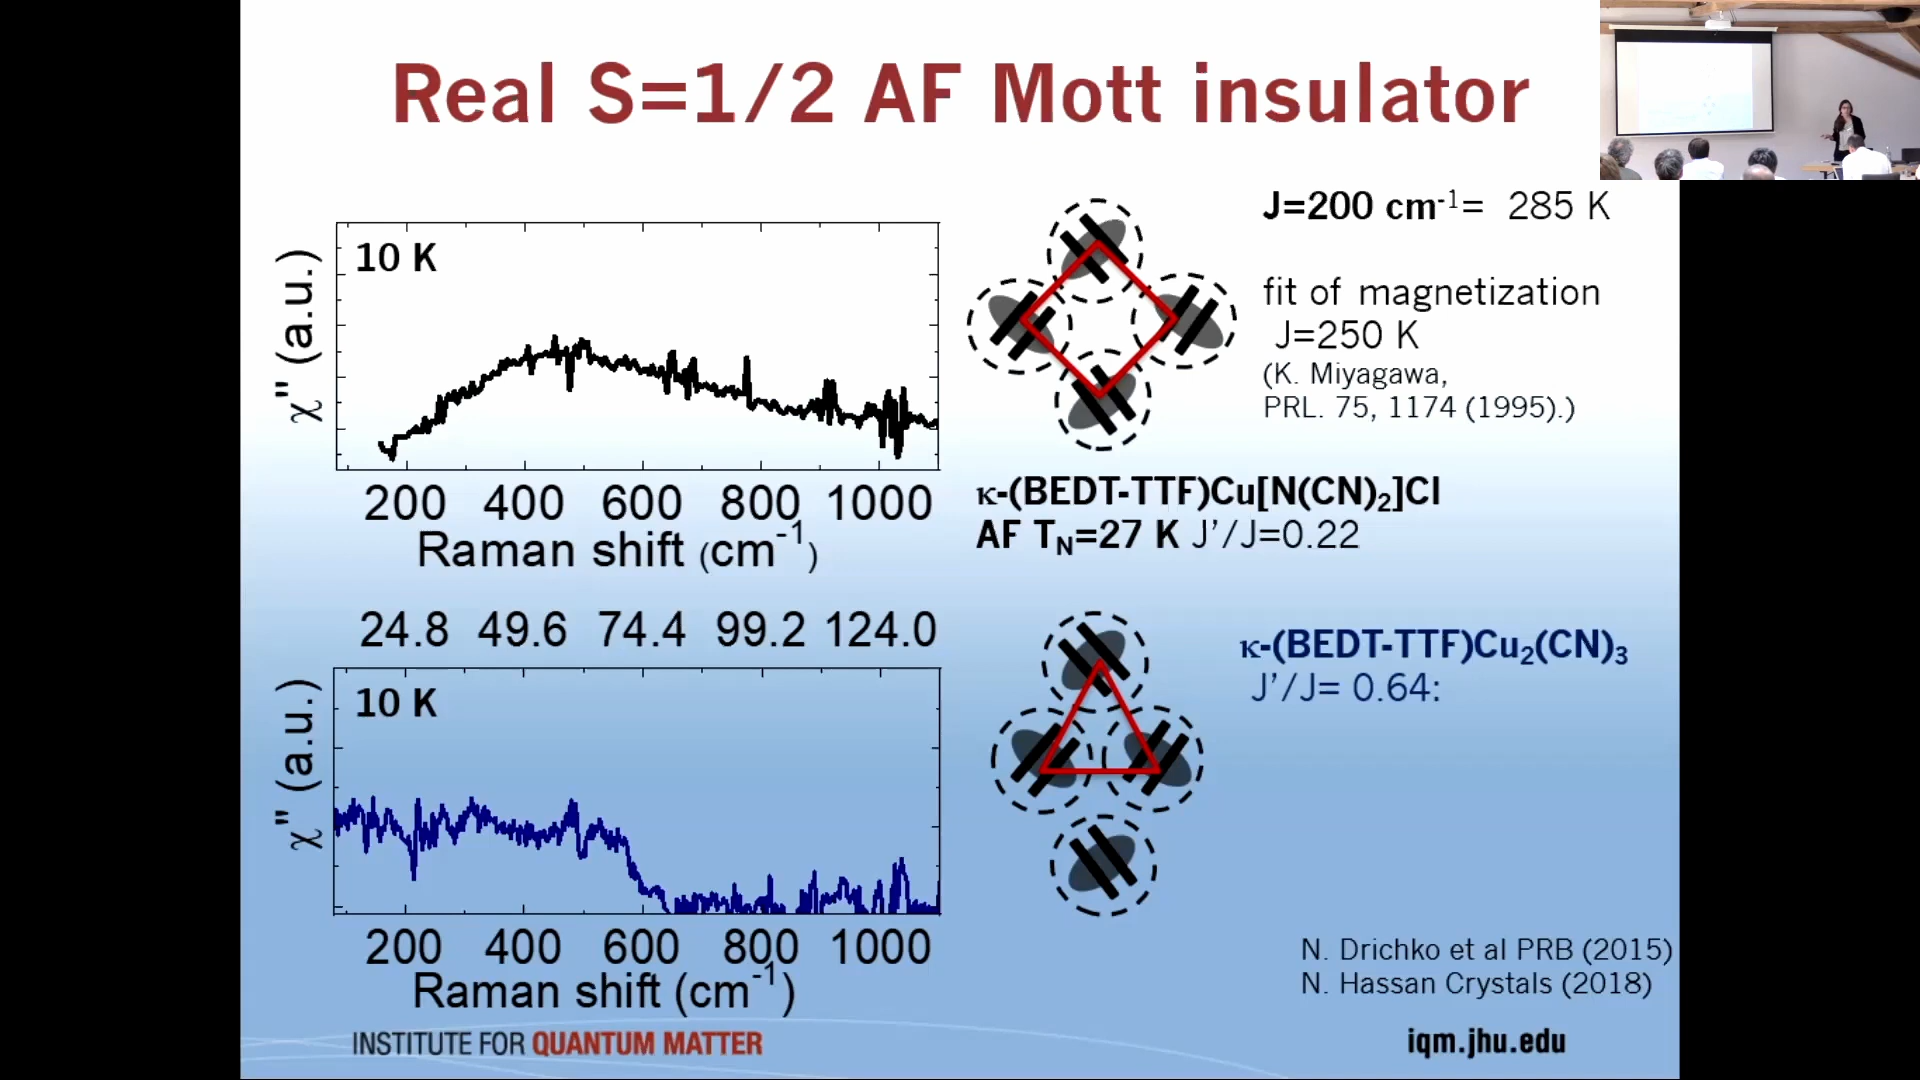 Real S=1/2 AF Mott insulator
10 K
χ'' (a.u.)
200 400 600 800 1000
Raman shift (cm⁻¹)
J=200 cm⁻¹= 285 K
fit of magnetization
J=250 K
(K. Miyagawa,
PRL. 75, 1174 (1995).)
κ-(BEDT-TTF)Cu[N(CN)₂]Cl
AF T_N=27 K J'/J=0.22
24.8 49.6 74.4 99.2 124.0
10 K
χ'' (a.u.)
200 400 600 800 1000
Raman shift (cm⁻¹)
κ-(BEDT-TTF)Cu₂(CN)₃
J'/J= 0.64:
N. Drichko et al PRB (2015)
N. Hassan Crystals (2018)
INSTITUTE FOR QUANTUM MATTER
iqm.jhu.edu